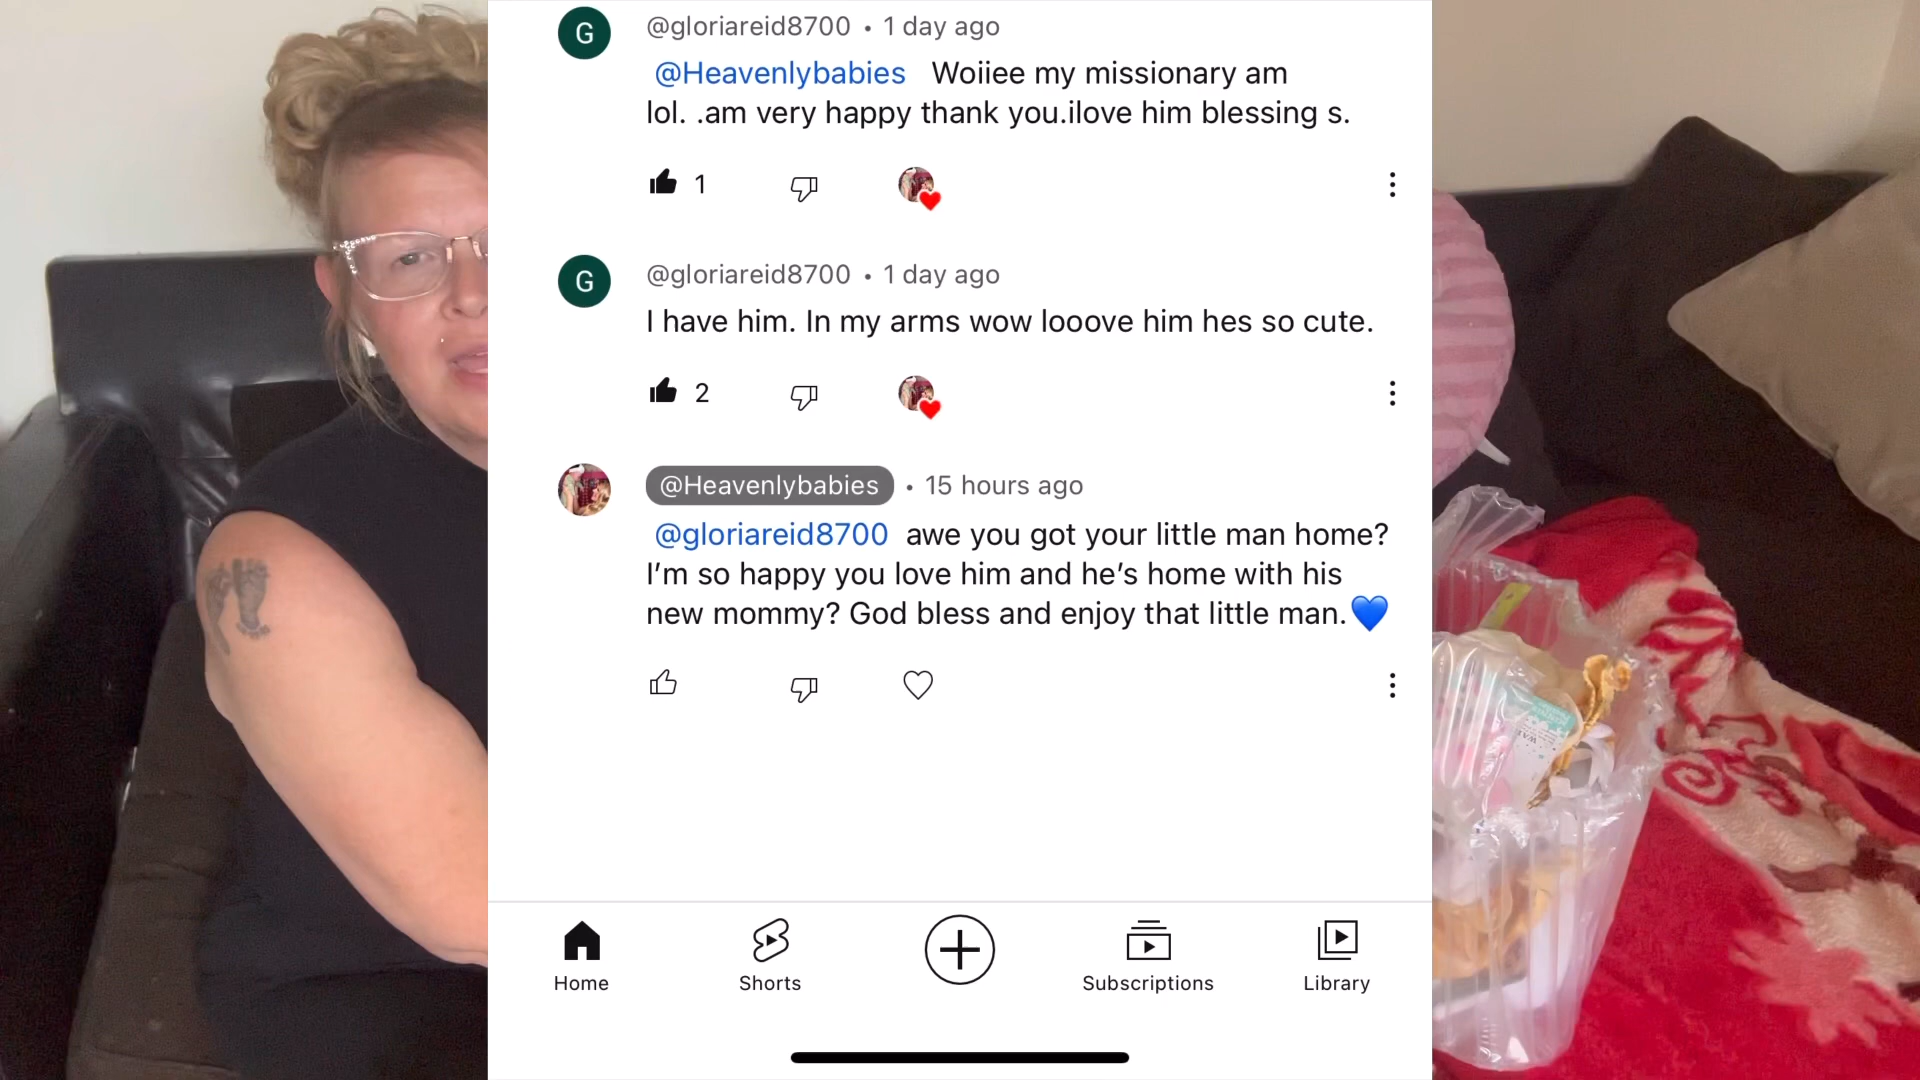 G
@gloriareid8700 • 1 day ago
@Heavenlybabies Woiiee my missionary am
lol. .am very happy thank you.ilove him blessing s.
1
G
@gloriareid8700 • 1 day ago
I have him. In my arms wow looove him hes so cute.
2
@Heavenlybabies • 15 hours ago
@gloriareid8700 awe you got your little man home?
I’m so happy you love him and he’s home with his
new mommy? God bless and enjoy that little man.💙
Home
Shorts
Subscriptions
Library